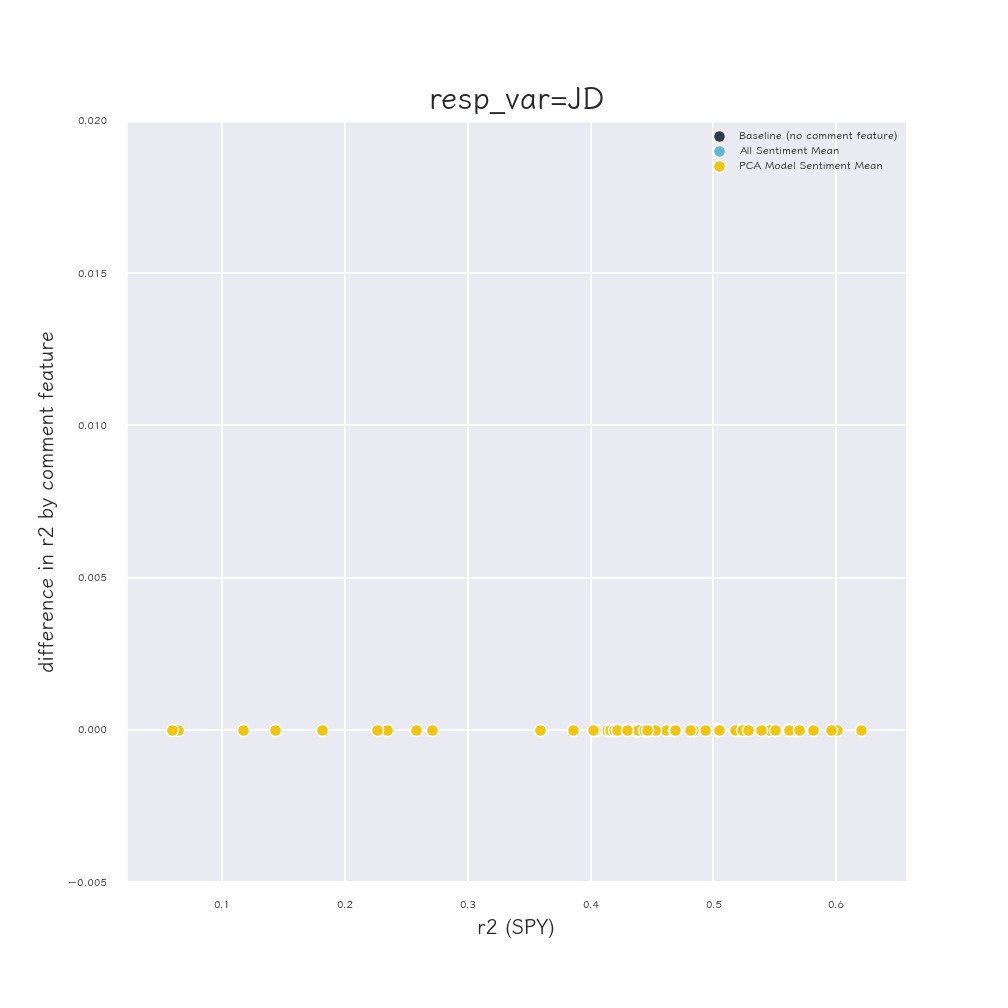 resp_var=JD
0.020
Baseline (no comment feature)
All Sentiment Mean
PCA Model Sentiment Mean
0.015
0.010
0.005
0.000
−0.005
difference in r2 by comment feature
0.1 0.2 0.3 0.4 0.5 0.6
r2 (SPY)